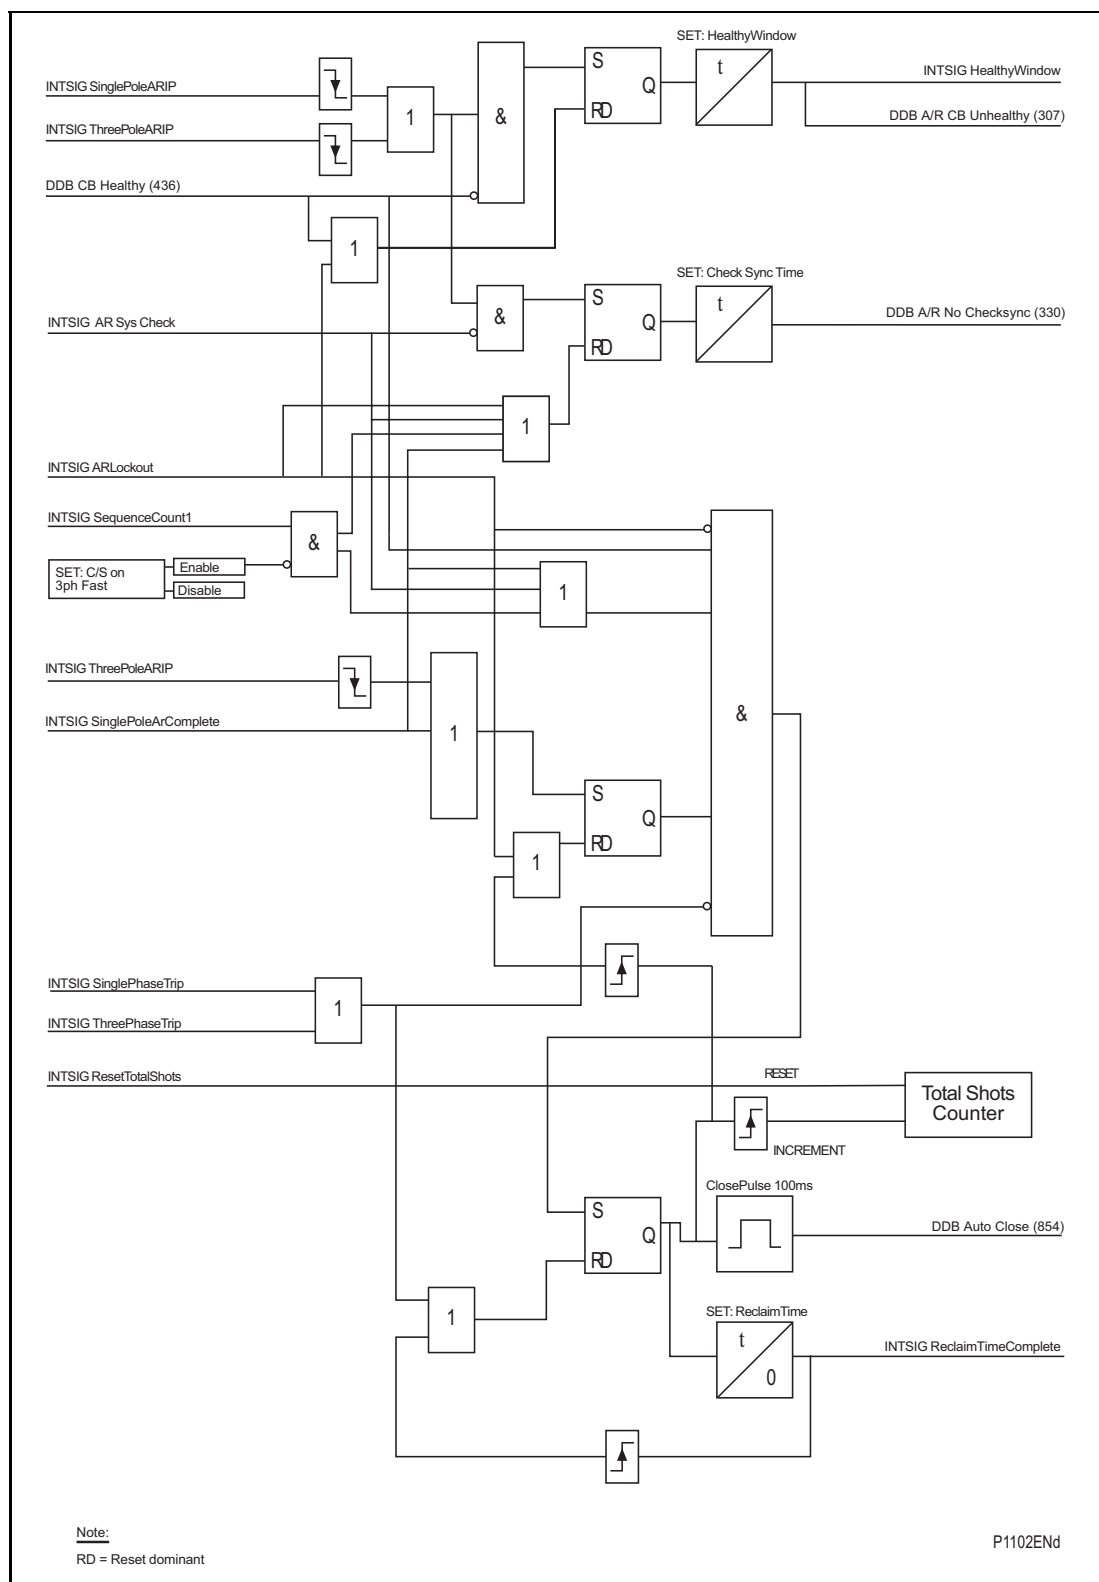 SET: HealthyWindow
S
t
INTSIG HealthyWindow
INTSIG SinglePoleARIP
Q
1
&
RD
DDB A/R CB Unhealthy (307)
INTSIG ThreePoleARIP
DDB CB Healthy (436)
1
SET: Check Sync Time
S
t
DDB A/R No Checksync (330)
INTSIG AR Sys Check
&
Q
RD
1
INTSIG ARLockout
INTSIG SequenceCount1
&
SET: C/S on
3ph Fast
Enable
Disable
1
INTSIG ThreePoleARIP
INTSIG SinglePoleArComplete
1
&
S
Q
RD
1
INTSIG SinglePhaseTrip
1
INTSIG ThreePhaseTrip
INTSIG ResetTotalShots
RESET
Total Shots
Counter
INCREMENT
ClosePulse 100ms
S
Q
RD
DDB Auto Close (854)
1
SET: ReclaimTime
t
0
INTSIG ReclaimTimeComplete
Note:
RD = Reset dominant
P1102ENd